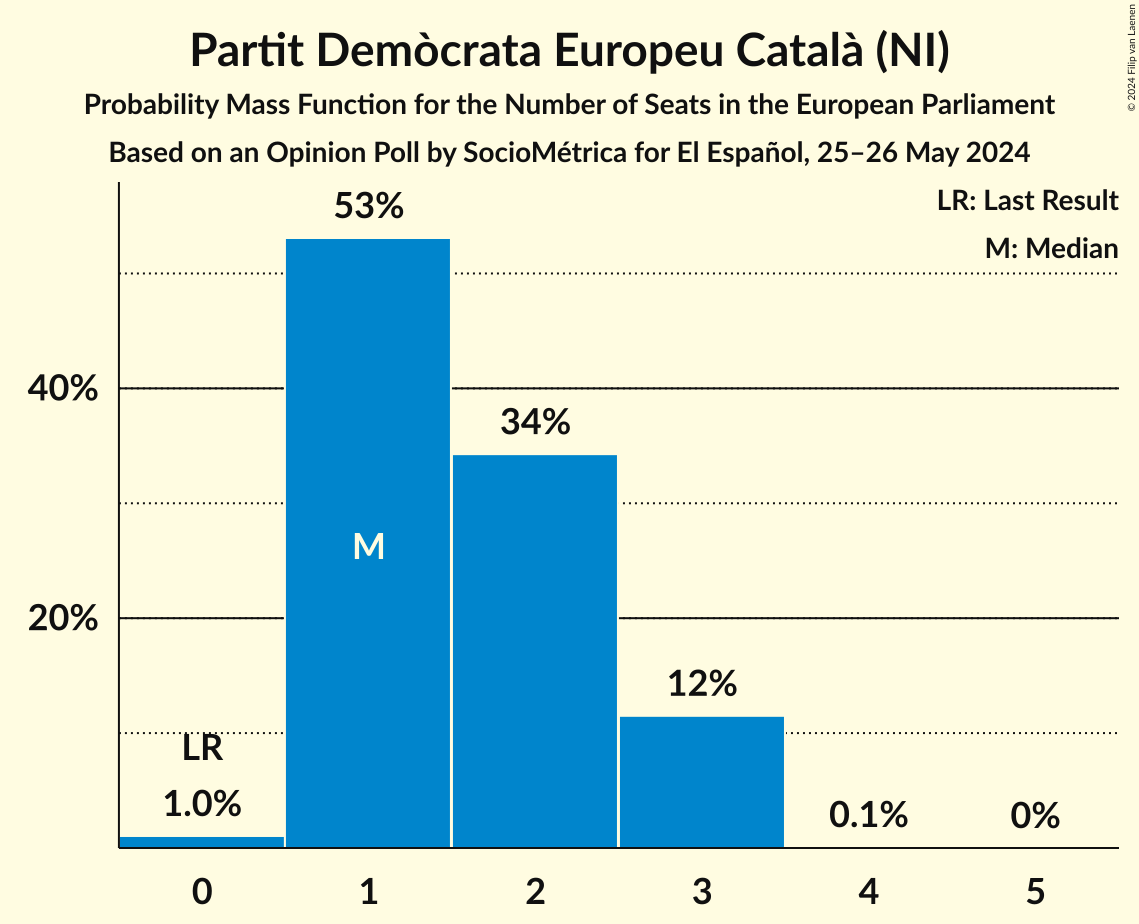 Partit Demòcrata Europeu Català (NI)
Probability Mass Function for the Number of Seats in the European Parliament
Based on an Opinion Poll by SocioMétrica for El Español, 25–26 May 2024
© 2024 Filip van Laenen
LR: Last Result
M: Median
53%
40%
34%
M
20%
12%
LR
1.0%
0.1%
0%
0 1 2 3 4 5